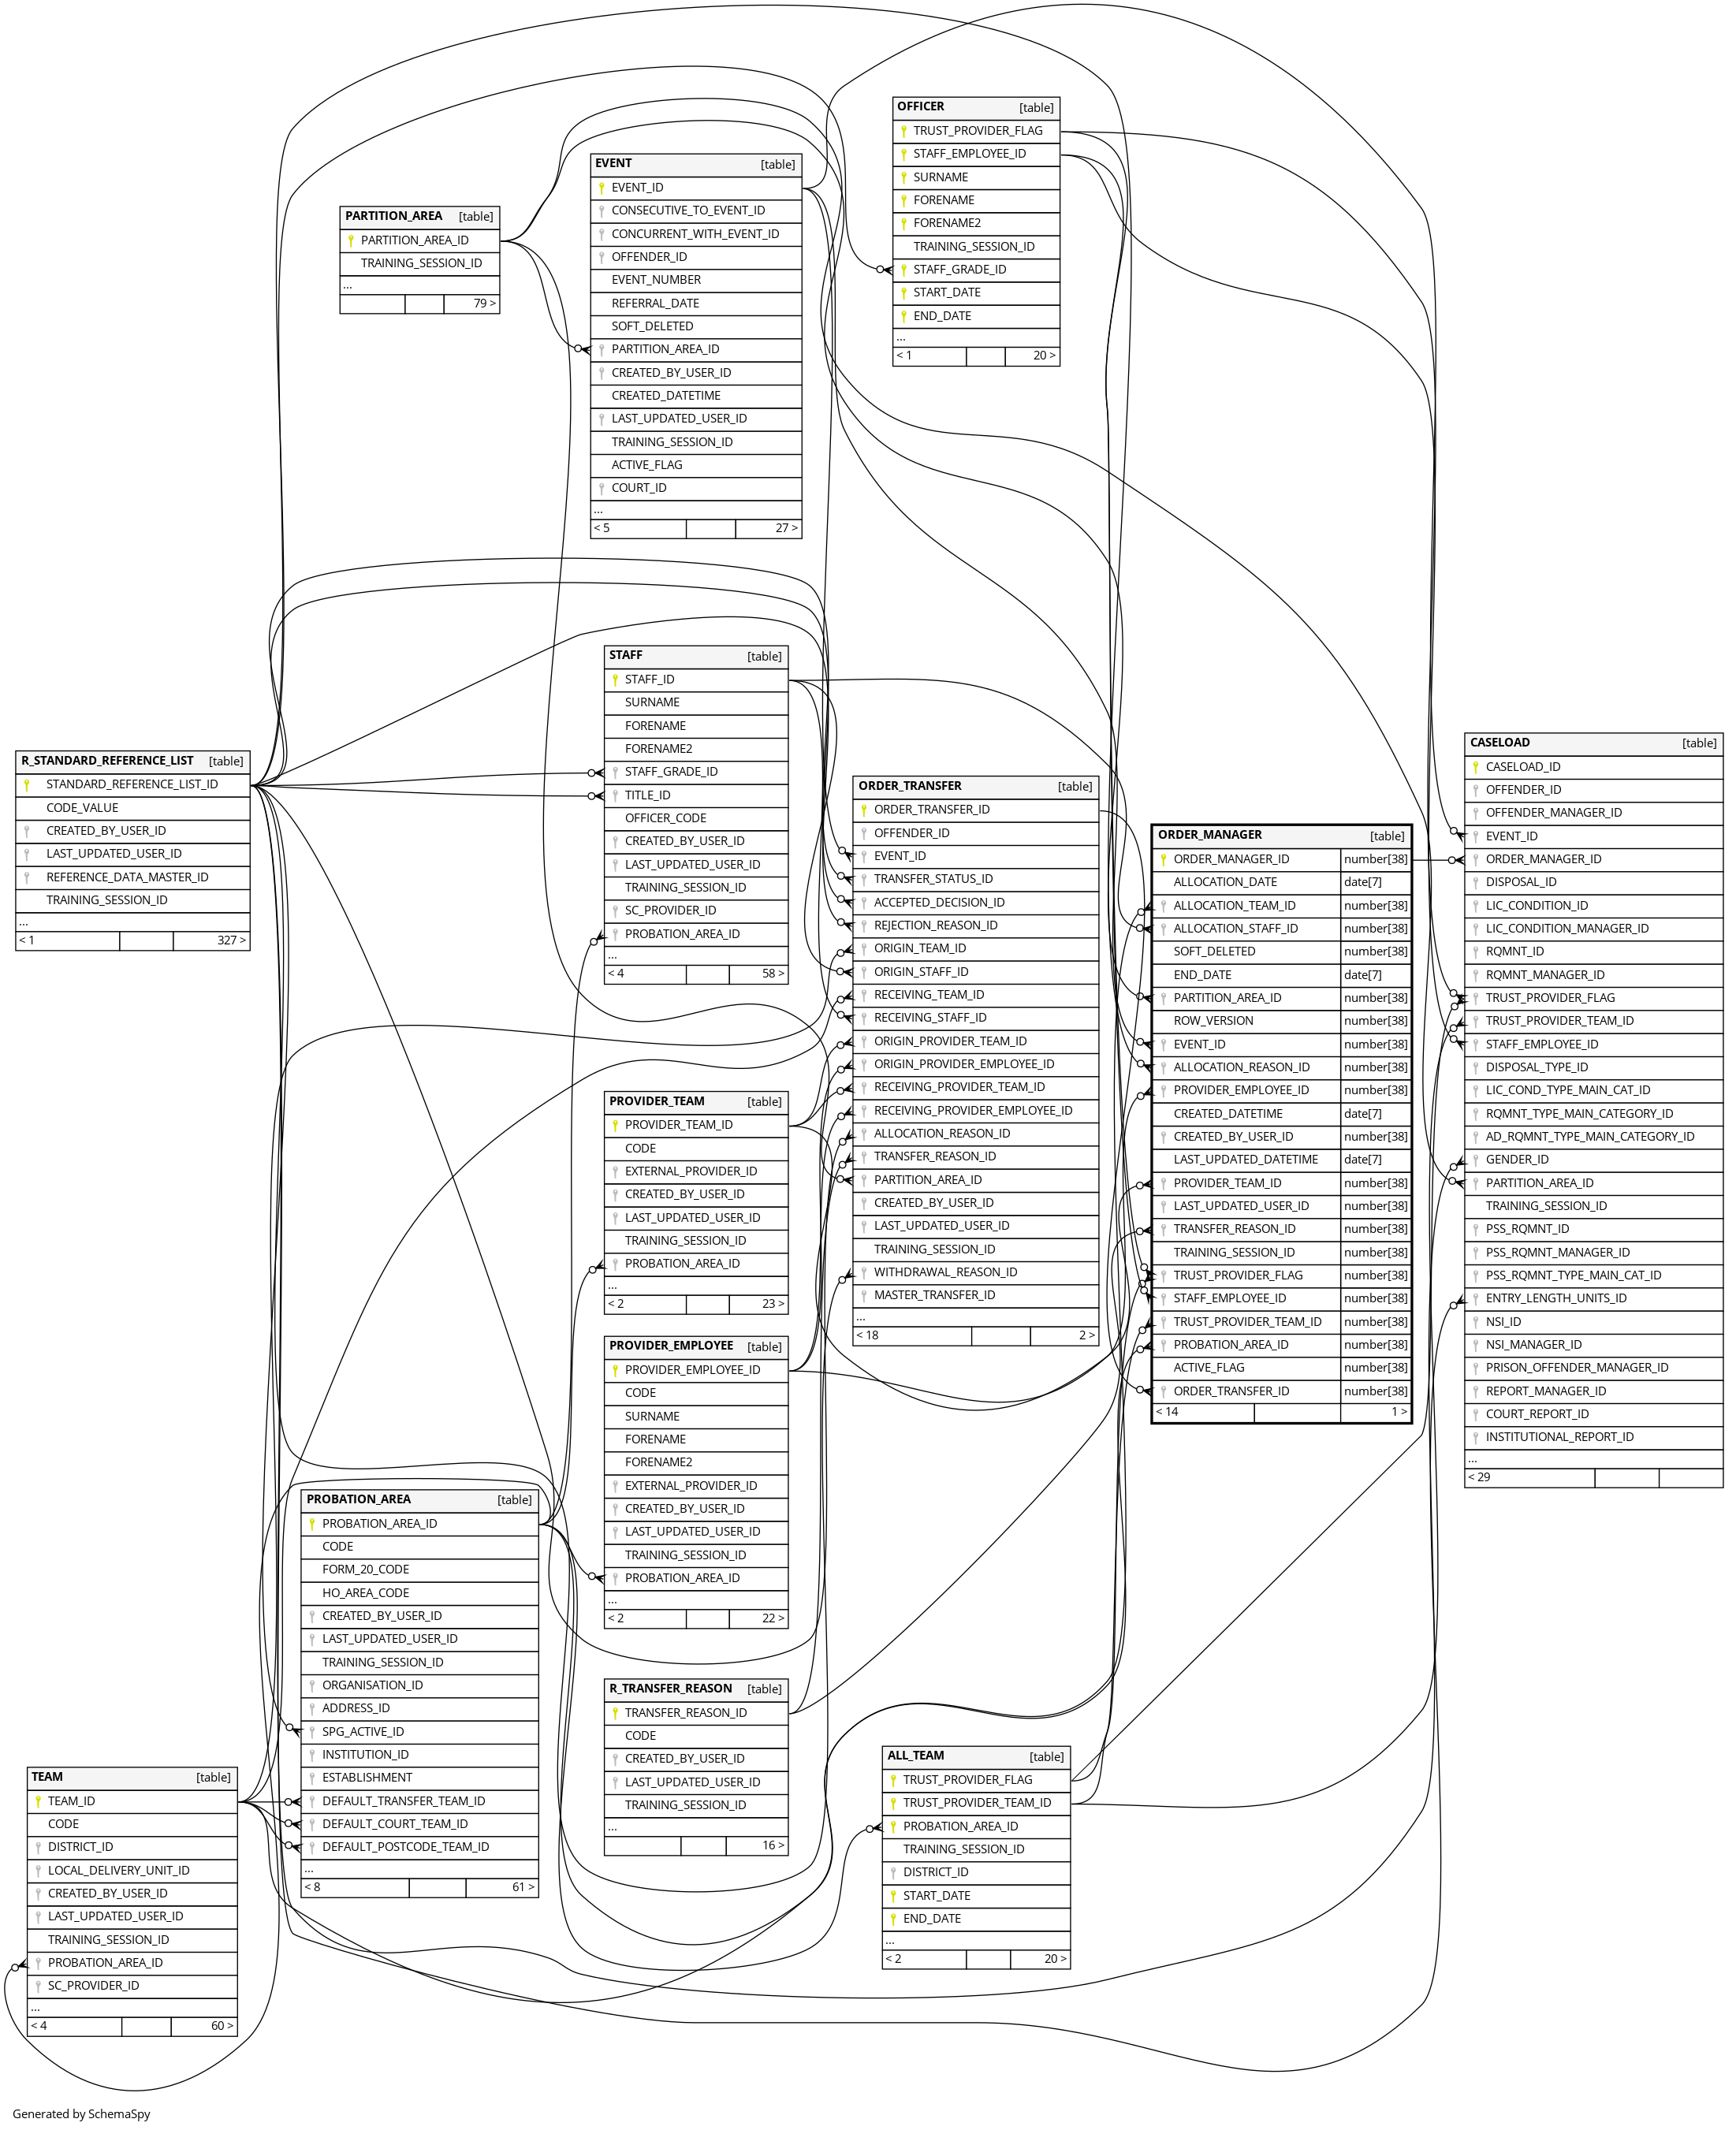 OFFICER [table]
TRUST_PROVIDER_FLAG
STAFF_EMPLOYEE_ID
SURNAME
FORENAME
FORENAME2
TRAINING_SESSION_ID
STAFF_GRADE_ID
START_DATE
END_DATE
...
< 1 20 >
EVENT [table]
EVENT_ID
CONSECUTIVE_TO_EVENT_ID
CONCURRENT_WITH_EVENT_ID
OFFENDER_ID
EVENT_NUMBER
REFERRAL_DATE
SOFT_DELETED
PARTITION_AREA_ID
CREATED_BY_USER_ID
CREATED_DATETIME
LAST_UPDATED_USER_ID
TRAINING_SESSION_ID
ACTIVE_FLAG
COURT_ID
...
< 5 27 >
PARTITION_AREA [table]
PARTITION_AREA_ID
TRAINING_SESSION_ID
...
79 >
STAFF [table]
STAFF_ID
SURNAME
FORENAME
FORENAME2
STAFF_GRADE_ID
TITLE_ID
OFFICER_CODE
CREATED_BY_USER_ID
LAST_UPDATED_USER_ID
TRAINING_SESSION_ID
SC_PROVIDER_ID
PROBATION_AREA_ID
...
< 4 58 >
R_STANDARD_REFERENCE_LIST [table]
STANDARD_REFERENCE_LIST_ID
CODE_VALUE
CREATED_BY_USER_ID
LAST_UPDATED_USER_ID
REFERENCE_DATA_MASTER_ID
TRAINING_SESSION_ID
...
< 1 327 >
ORDER_TRANSFER [table]
ORDER_TRANSFER_ID
OFFENDER_ID
EVENT_ID
TRANSFER_STATUS_ID
ACCEPTED_DECISION_ID
REJECTION_REASON_ID
ORIGIN_TEAM_ID
ORIGIN_STAFF_ID
RECEIVING_TEAM_ID
RECEIVING_STAFF_ID
ORIGIN_PROVIDER_TEAM_ID
ORIGIN_PROVIDER_EMPLOYEE_ID
RECEIVING_PROVIDER_TEAM_ID
RECEIVING_PROVIDER_EMPLOYEE_ID
ALLOCATION_REASON_ID
TRANSFER_REASON_ID
PARTITION_AREA_ID
CREATED_BY_USER_ID
LAST_UPDATED_USER_ID
TRAINING_SESSION_ID
WITHDRAWAL_REASON_ID
MASTER_TRANSFER_ID
...
< 18 2 >
ORDER_MANAGER [table]
ORDER_MANAGER_ID number[38]
ALLOCATION_DATE date[7]
ALLOCATION_TEAM_ID number[38]
ALLOCATION_STAFF_ID number[38]
SOFT_DELETED number[38]
END_DATE date[7]
PARTITION_AREA_ID number[38]
ROW_VERSION number[38]
EVENT_ID number[38]
ALLOCATION_REASON_ID number[38]
PROVIDER_EMPLOYEE_ID number[38]
CREATED_DATETIME date[7]
CREATED_BY_USER_ID number[38]
LAST_UPDATED_DATETIME date[7]
PROVIDER_TEAM_ID number[38]
LAST_UPDATED_USER_ID number[38]
TRANSFER_REASON_ID number[38]
TRAINING_SESSION_ID number[38]
TRUST_PROVIDER_FLAG number[38]
STAFF_EMPLOYEE_ID number[38]
TRUST_PROVIDER_TEAM_ID number[38]
PROBATION_AREA_ID number[38]
ACTIVE_FLAG number[38]
ORDER_TRANSFER_ID number[38]
< 14 1 >
CASELOAD [table]
CASELOAD_ID
OFFENDER_ID
OFFENDER_MANAGER_ID
EVENT_ID
ORDER_MANAGER_ID
DISPOSAL_ID
LIC_CONDITION_ID
LIC_CONDITION_MANAGER_ID
RQMNT_ID
RQMNT_MANAGER_ID
TRUST_PROVIDER_FLAG
TRUST_PROVIDER_TEAM_ID
STAFF_EMPLOYEE_ID
DISPOSAL_TYPE_ID
LIC_COND_TYPE_MAIN_CAT_ID
RQMNT_TYPE_MAIN_CATEGORY_ID
AD_RQMNT_TYPE_MAIN_CATEGORY_ID
GENDER_ID
PARTITION_AREA_ID
TRAINING_SESSION_ID
PSS_RQMNT_ID
PSS_RQMNT_MANAGER_ID
PSS_RQMNT_TYPE_MAIN_CAT_ID
ENTRY_LENGTH_UNITS_ID
NSI_ID
NSI_MANAGER_ID
PRISON_OFFENDER_MANAGER_ID
REPORT_MANAGER_ID
COURT_REPORT_ID
INSTITUTIONAL_REPORT_ID
...
< 29
PROVIDER_TEAM [table]
PROVIDER_TEAM_ID
CODE
EXTERNAL_PROVIDER_ID
CREATED_BY_USER_ID
LAST_UPDATED_USER_ID
TRAINING_SESSION_ID
PROBATION_AREA_ID
...
< 2 23 >
PROVIDER_EMPLOYEE [table]
PROVIDER_EMPLOYEE_ID
CODE
SURNAME
FORENAME
FORENAME2
EXTERNAL_PROVIDER_ID
CREATED_BY_USER_ID
LAST_UPDATED_USER_ID
TRAINING_SESSION_ID
PROBATION_AREA_ID
...
< 2 22 >
PROBATION_AREA [table]
PROBATION_AREA_ID
CODE
FORM_20_CODE
HO_AREA_CODE
CREATED_BY_USER_ID
LAST_UPDATED_USER_ID
TRAINING_SESSION_ID
ORGANISATION_ID
ADDRESS_ID
SPG_ACTIVE_ID
INSTITUTION_ID
ESTABLISHMENT
DEFAULT_TRANSFER_TEAM_ID
DEFAULT_COURT_TEAM_ID
DEFAULT_POSTCODE_TEAM_ID
...
< 8 61 >
R_TRANSFER_REASON [table]
TRANSFER_REASON_ID
CODE
CREATED_BY_USER_ID
LAST_UPDATED_USER_ID
TRAINING_SESSION_ID
...
16 >
ALL_TEAM [table]
TRUST_PROVIDER_FLAG
TRUST_PROVIDER_TEAM_ID
PROBATION_AREA_ID
TRAINING_SESSION_ID
DISTRICT_ID
START_DATE
END_DATE
...
< 2 20 >
TEAM [table]
TEAM_ID
CODE
DISTRICT_ID
LOCAL_DELIVERY_UNIT_ID
CREATED_BY_USER_ID
LAST_UPDATED_USER_ID
TRAINING_SESSION_ID
PROBATION_AREA_ID
SC_PROVIDER_ID
...
< 4 60 >
Generated by SchemaSpy